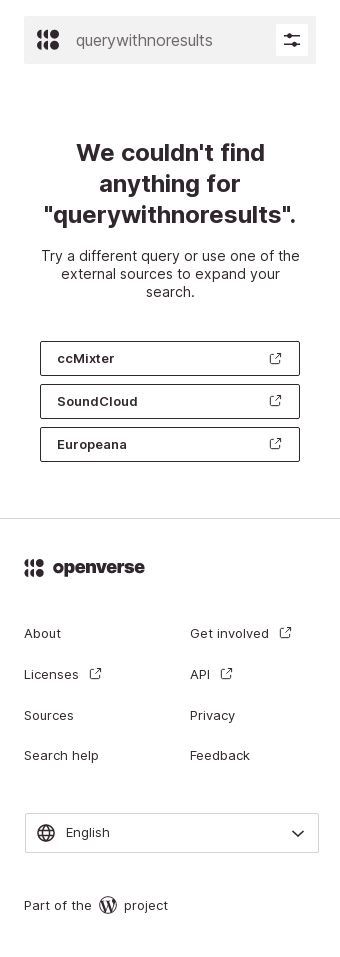 querywithnoresults
We couldn't find
anything for
"querywithnoresults".
Try a different query or use one of the
external sources to expand your
search.
ccMixter
SoundCloud
Europeana
openverse
About
Get involved
Licenses
API
Sources
Privacy
Search help
Feedback
English
Part of the project